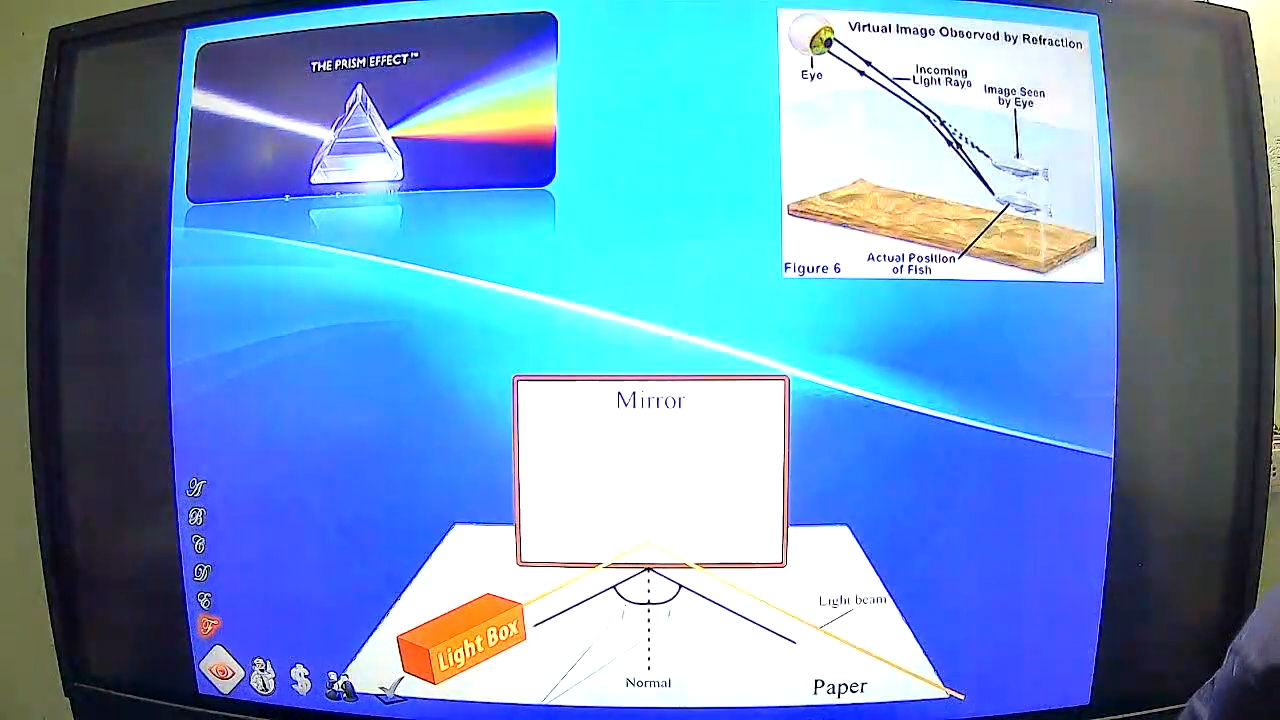 THE PRISM EFFECT™
Virtual Image Observed by Refraction
Eye
Incoming
Light Rays
Image Seen
by Eye
Actual Position
of Fish
Figure 6
Mirror
A
B
C
D
E
F
Light Box
Light beam
Normal
Paper
$